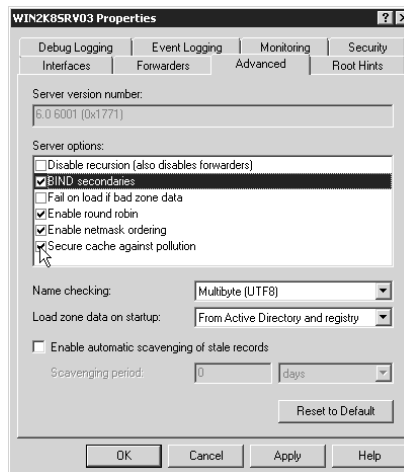 WIN2K8SRV03 Properties
Debug Logging Event Logging Monitoring Security
Interfaces Forwarders Advanced Root Hints
Server version number:
6.0 6001 (0x1771)
Server options:
Disable recursion (also disables forwarders)
BIND secondaries
Fail on load if bad zone data
Enable round robin
Enable netmask ordering
Secure cache against pollution
Name checking: Multibyte (UTF8)
Load zone data on startup: From Active Directory and registry
Enable automatic scavenging of stale records
Scavenging period: 0 days
Reset to Default
OK Cancel Apply Help